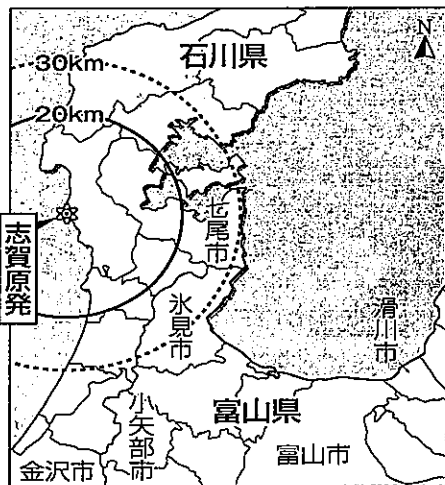 N
石川県
30km
20km
志賀原発
七尾市
氷見市
滑川市
小矢部市
富山県
富山市
金沢市